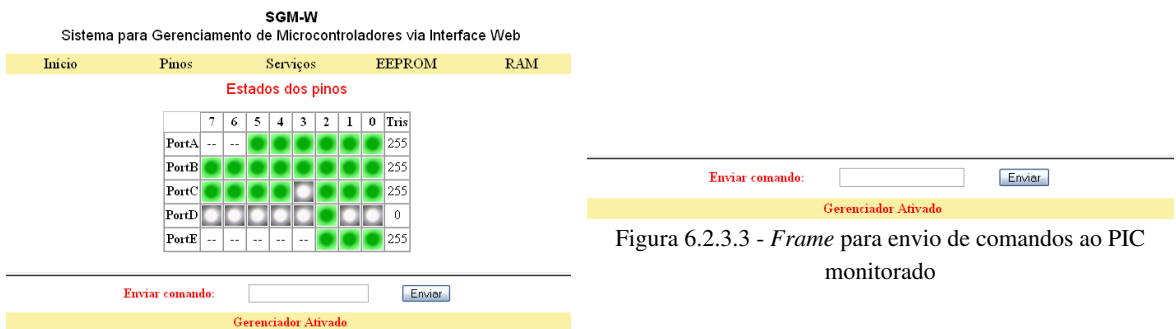 SGM-W
Sistema para Gerenciamento de Microcontroladores via Interface Web
Início Pinos Serviços EEPROM RAM
Estados dos pinos
7 6 5 4 3 2 1 0 Tris
PortA -- -- 255
PortB 255
PortC 255
PortD 0
PortE -- -- -- -- -- 255
Enviar comando: Enviar
Gerenciador Ativado
Enviar comando: Enviar
Gerenciador Ativado
Figura 6.2.3.3 - Frame para envio de comandos ao PIC
monitorado